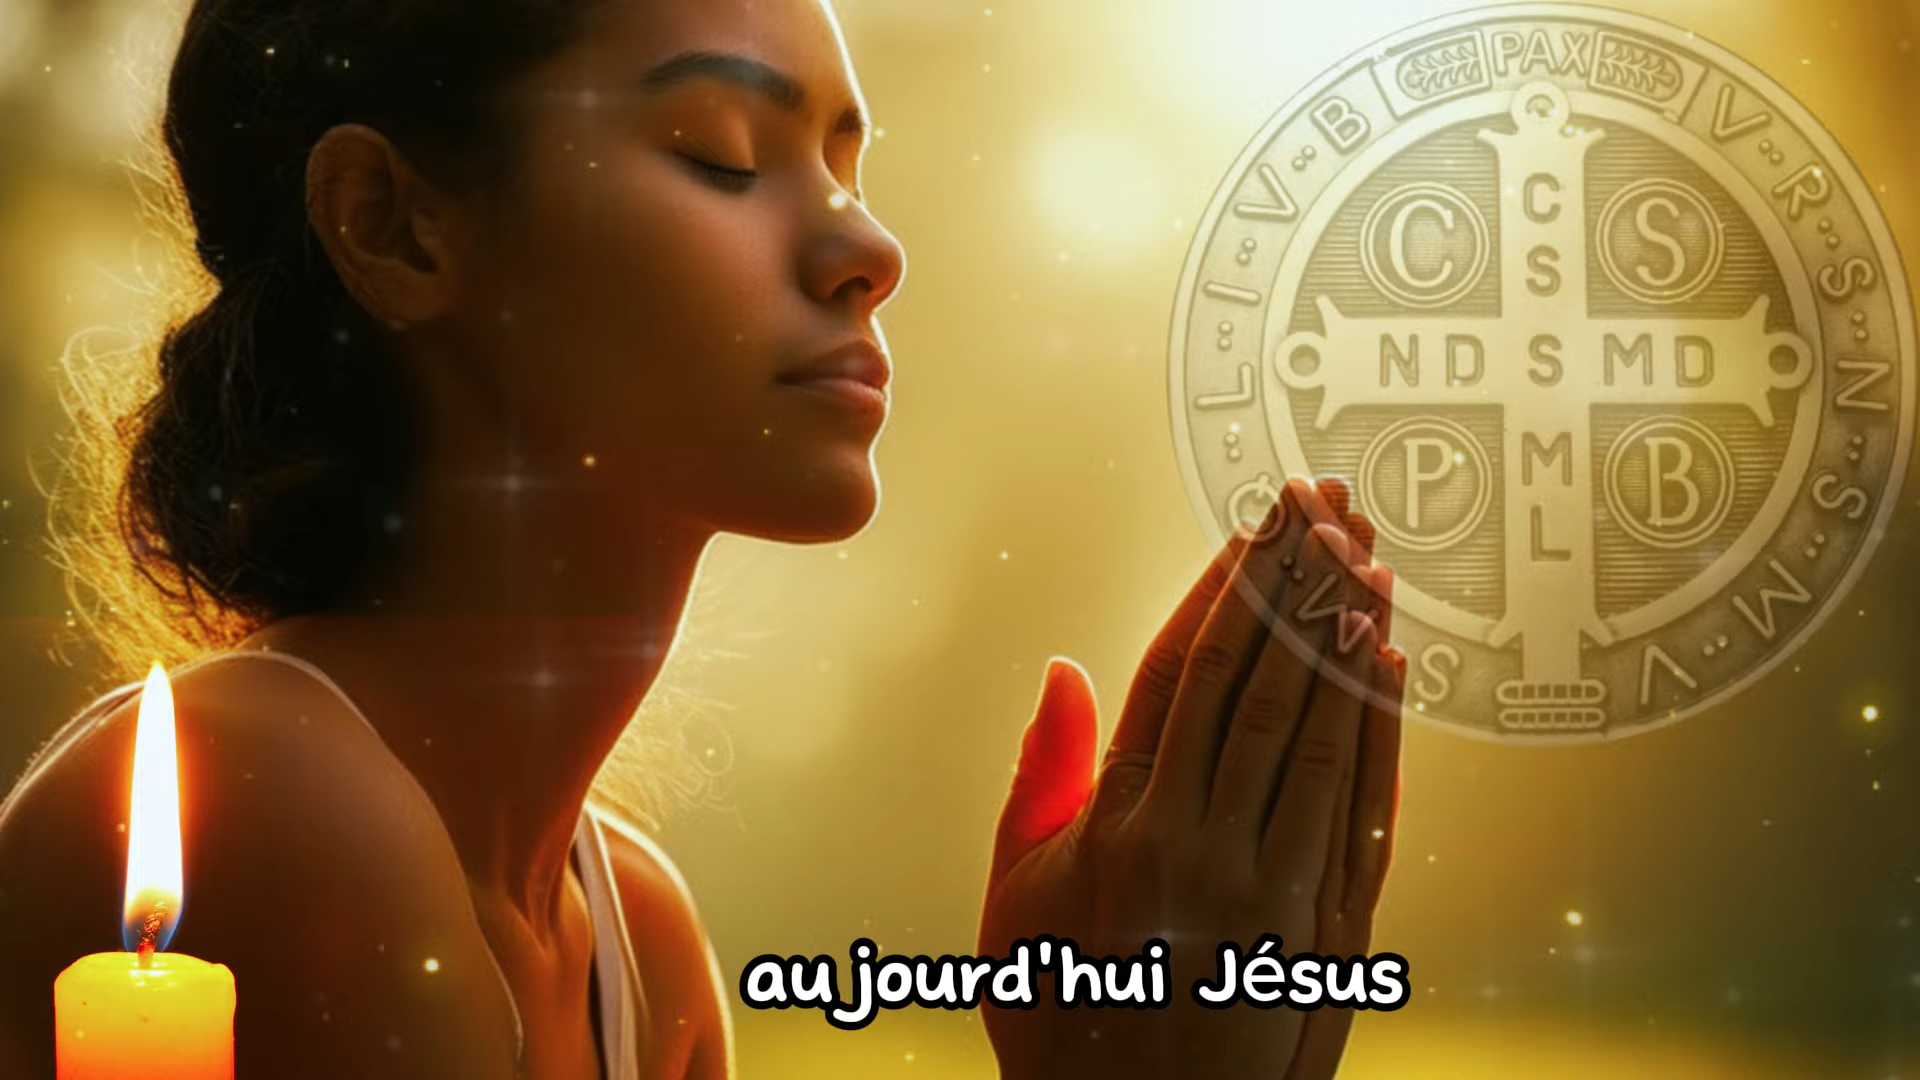 PAX
V·R·S·N·S·M·V
S·M·Q·L·I·V·B
C S
C
S
N D S M D
M
L
P B
aujourd'hui Jésus